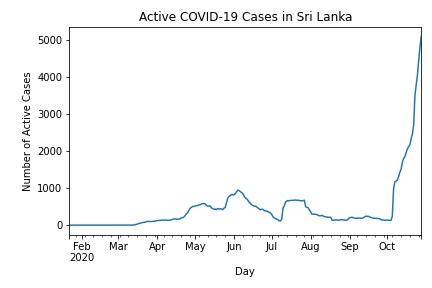 Active COVID-19 Cases in Sri Lanka
Number of Active Cases
5000
4000
3000
2000
1000
0
Feb Mar Apr May Jun Jul Aug Sep Oct
2020
Day